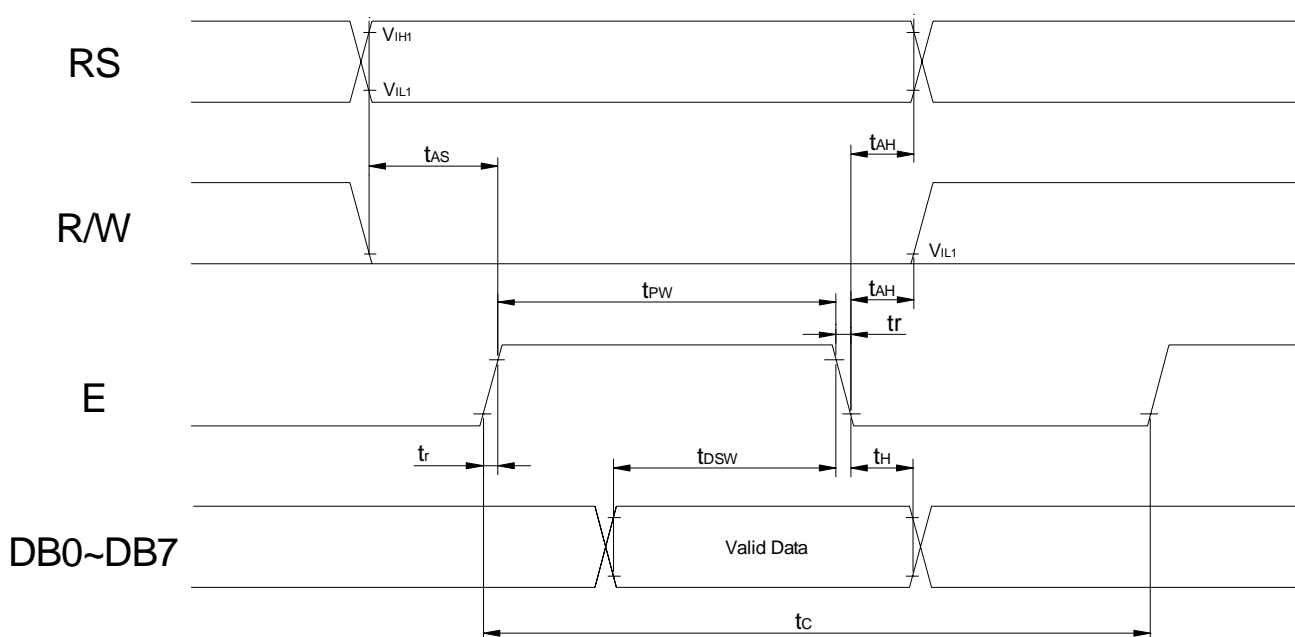 RS
VIH1
VIL1
tAS
tAH
R/W
VIL1
tPW
tAH
tr
E
tr
tDSW
tH
DB0~DB7
Valid Data
tC